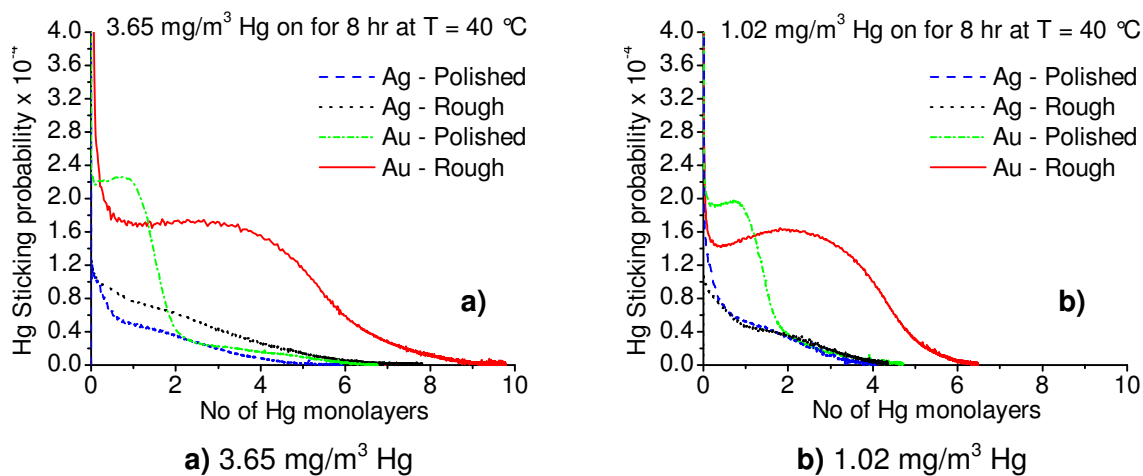 3.65 mg/m³ Hg on for 8 hr at T = 40 °C
Hg Sticking probability x 10⁻⁴
4.0
3.6
3.2
2.8
2.4
2.0
1.6
1.2
0.8
0.4
0.0
Ag - Polished
Ag - Rough
Au - Polished
Au - Rough
a)
0 2 4 6 8 10
No of Hg monolayers
a) 3.65 mg/m³ Hg
1.02 mg/m³ Hg on for 8 hr at T = 40 °C
Hg Sticking probability x 10⁻⁴
4.0
3.6
3.2
2.8
2.4
2.0
1.6
1.2
0.8
0.4
0.0
Ag - Polished
Ag - Rough
Au - Polished
Au - Rough
b)
0 2 4 6 8 10
No of Hg monolayers
b) 1.02 mg/m³ Hg